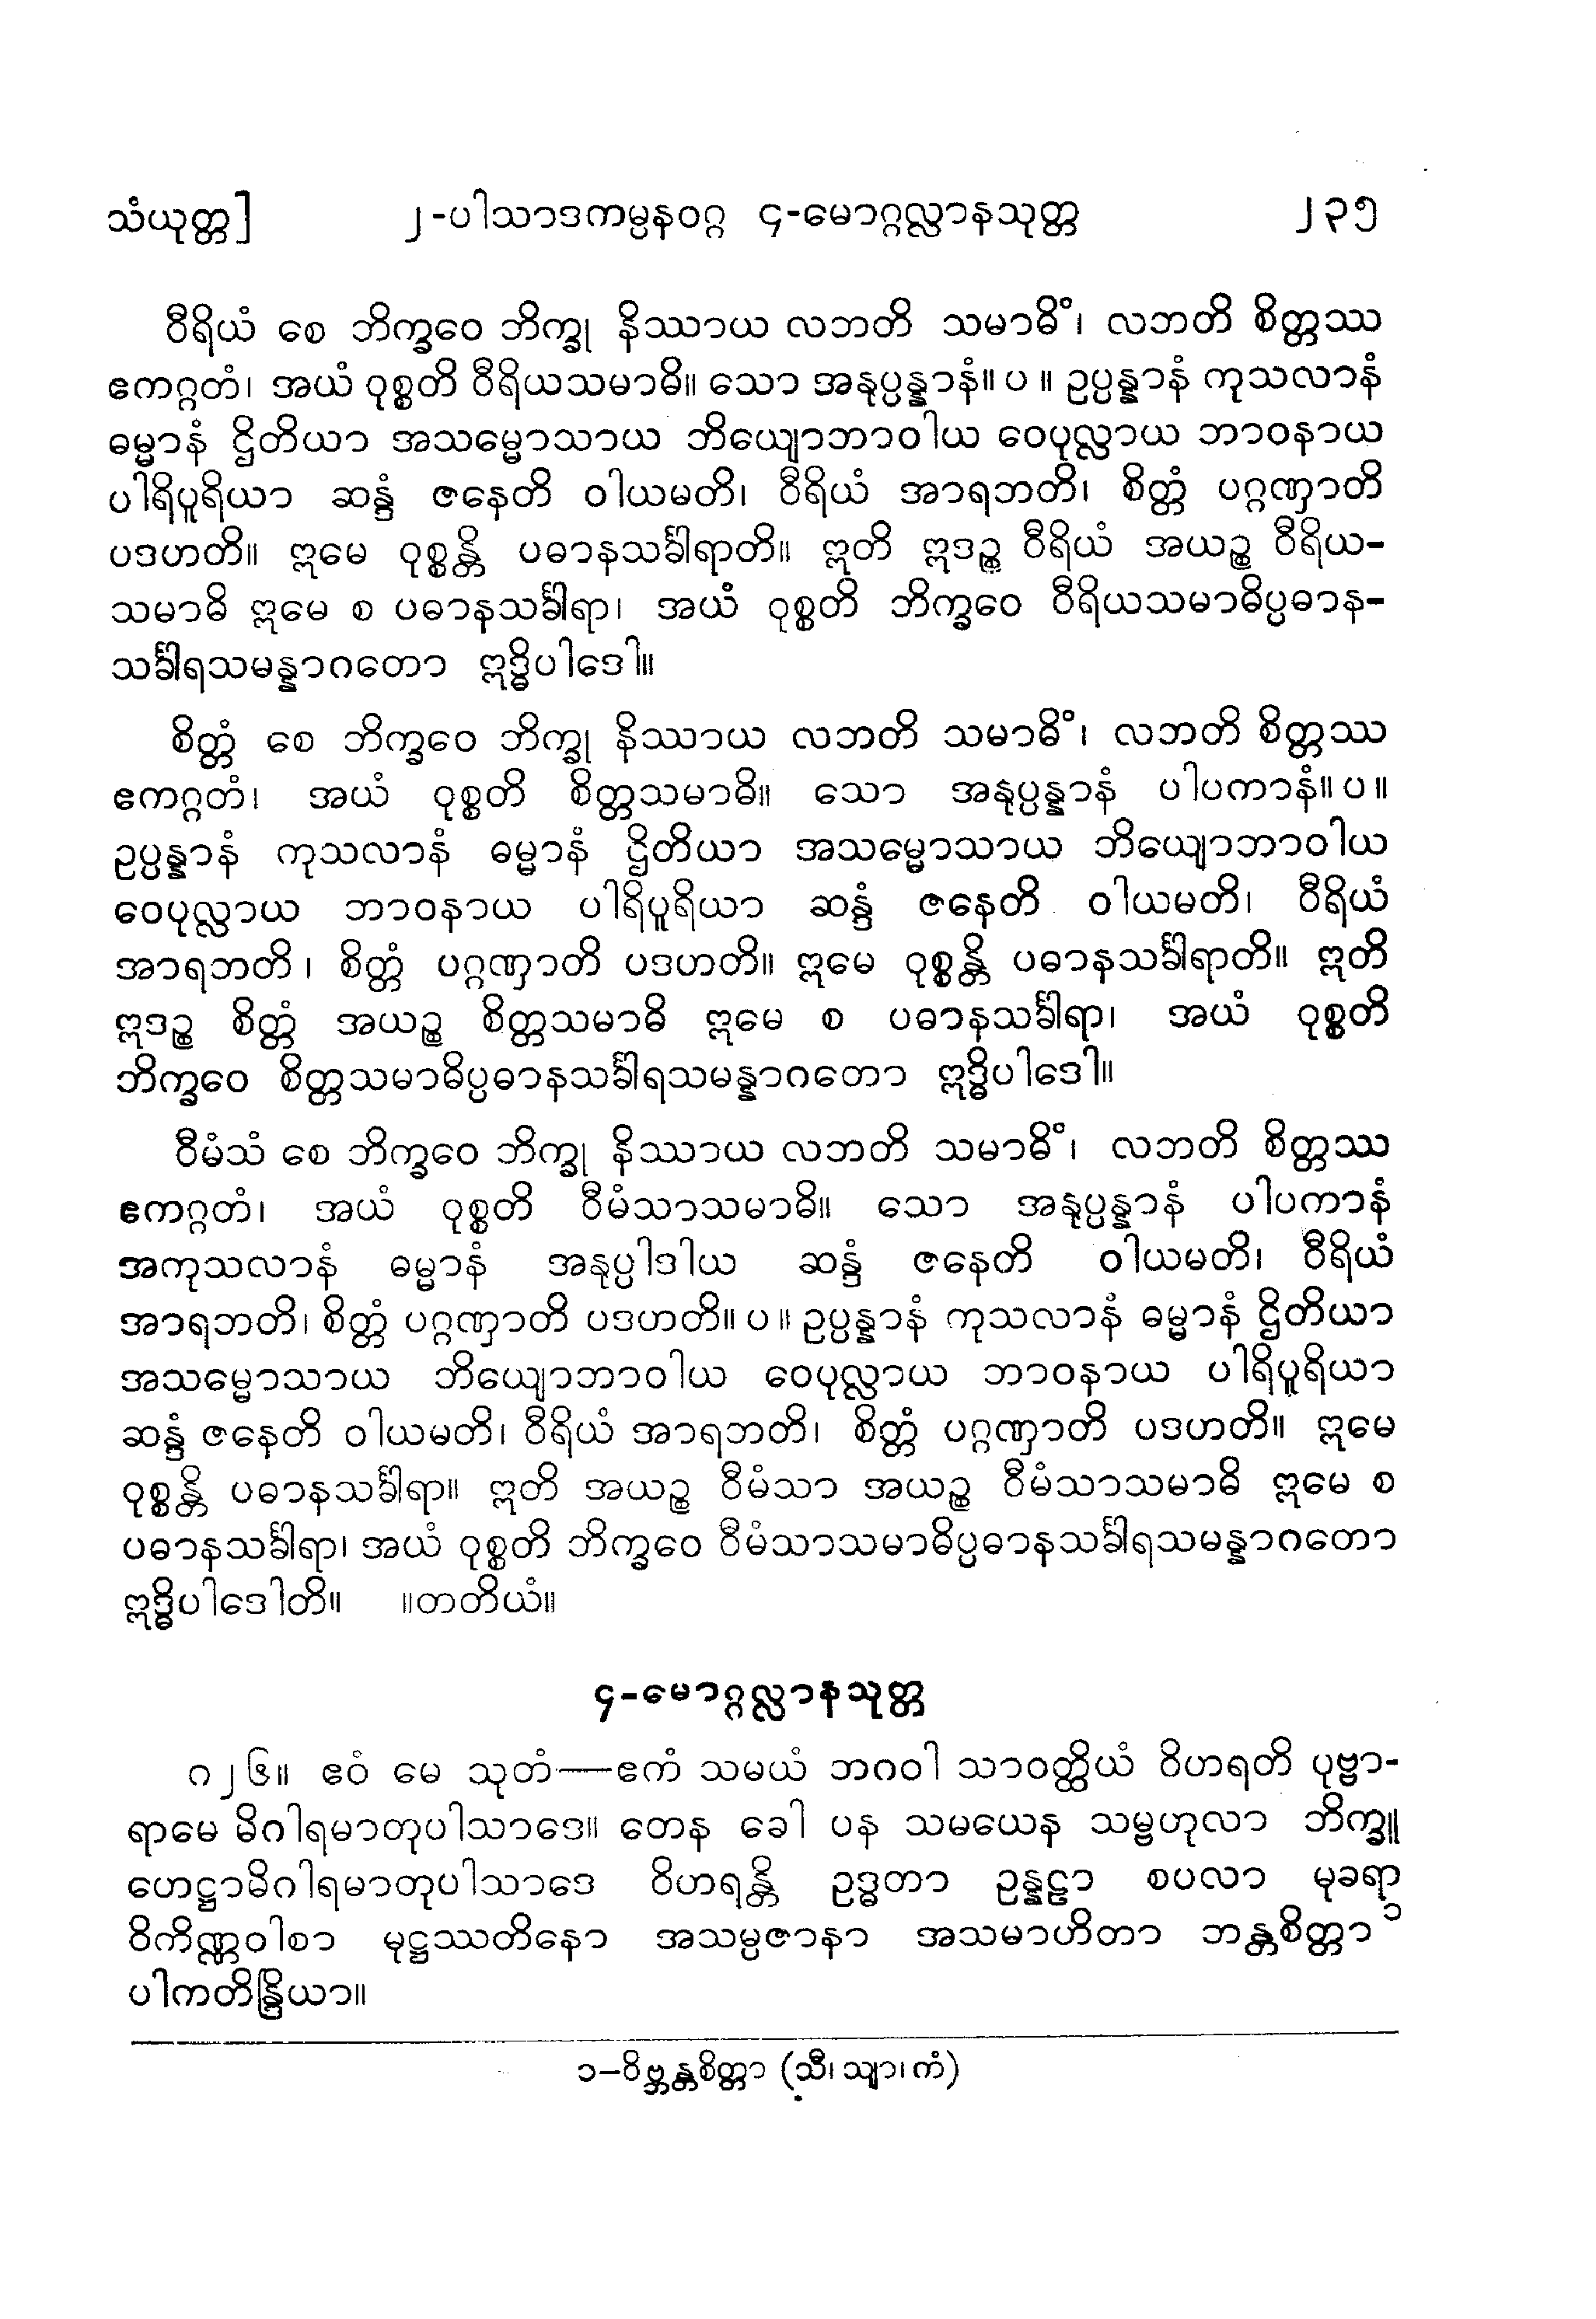 သံယုတ္တ] ၂-ပါသာဒကမ္ပနဝဂ္ဂ ၄-မောဂ္ဂလ္လာနသုတ္တ ၂၃၅
ဝီရိယံ စေ ဘိက္ခဝေ ဘိက္ခု နိဿာယ လဘတိ သမာဓိံ၊ လဘတိ စိတ္တဿ
ဧကဂ္ဂတံ၊ အယံ ဝုစ္စတိ ဝီရိယသမာဓိ။ သော အနုပ္ပန္နာနံ။ ပ ။ ဥပ္ပန္နာနံ ကုသလာနံ
ဓမ္မာနံ ဌိတိယာ အသမ္မောသာယ ဘိယျောဘာဝါယ ဝေပုလ္လာယ ဘာဝနာယ
ပါရိပူရိယာ ဆန္ဒံ ဇနေတိ ဝါယမတိ၊ ဝီရိယံ အာရဘတိ၊ စိတ္တံ ပဂ္ဂဏှာတိ
ပဒဟတိ။ ဣမေ ဝုစ္စန္တိ ပဓာနသင်္ခါရာတိ။ ဣတိ ဣဒဉ္စ ဝီရိယံ အယဉ္စ ဝီရိယ-
သမာဓိ ဣမေ စ ပဓာနသင်္ခါရာ၊ အယံ ဝုစ္စတိ ဘိက္ခဝေ ဝီရိယသမာဓိပ္ပဓာန-
သင်္ခါရသမန္နာဂတော ဣဒ္ဓိပါဒေါ။
စိတ္တံ စေ ဘိက္ခဝေ ဘိက္ခု နိဿာယ လဘတိ သမာဓိံ၊ လဘတိ စိတ္တဿ
ဧကဂ္ဂတံ၊ အယံ ဝုစ္စတိ စိတ္တသမာဓိ။ သော အနုပ္ပန္နာနံ ပါပကာနံ။ ပ ။
ဥပ္ပန္နာနံ ကုသလာနံ ဓမ္မာနံ ဌိတိယာ အသမ္မောသာယ ဘိယျောဘာဝါယ
ဝေပုလ္လာယ ဘာဝနာယ ပါရိပူရိယာ ဆန္ဒံ ဇနေတိ ဝါယမတိ၊ ဝီရိယံ
အာရဘတိ၊ စိတ္တံ ပဂ္ဂဏှာတိ ပဒဟတိ။ ဣမေ ဝုစ္စန္တိ ပဓာနသင်္ခါရာတိ။ ဣတိ
ဣဒဉ္စ စိတ္တံ အယဉ္စ စိတ္တသမာဓိ ဣမေ စ ပဓာနသင်္ခါရာ၊ အယံ ဝုစ္စတိ
ဘိက္ခဝေ စိတ္တသမာဓိပ္ပဓာနသင်္ခါရသမန္နာဂတော ဣဒ္ဓိပါဒေါ။
ဝီမံသံ စေ ဘိက္ခဝေ ဘိက္ခု နိဿာယ လဘတိ သမာဓိံ၊ လဘတိ စိတ္တဿ
ဧကဂ္ဂတံ၊ အယံ ဝုစ္စတိ ဝီမံသာသမာဓိ။ သော အနုပ္ပန္နာနံ ပါပကာနံ
အကုသလာနံ ဓမ္မာနံ အနုပ္ပါဒါယ ဆန္ဒံ ဇနေတိ ဝါယမတိ၊ ဝီရိယံ
အာရဘတိ၊ စိတ္တံ ပဂ္ဂဏှာတိ ပဒဟတိ။ ပ ။ ဥပ္ပန္နာနံ ကုသလာနံ ဓမ္မာနံ ဌိတိယာ
အသမ္မောသာယ ဘိယျောဘာဝါယ ဝေပုလ္လာယ ဘာဝနာယ ပါရိပူရိယာ
ဆန္ဒံ ဇနေတိ ဝါယမတိ၊ ဝီရိယံ အာရဘတိ၊ စိတ္တံ ပဂ္ဂဏှာတိ ပဒဟတိ။ ဣမေ
ဝုစ္စန္တိ ပဓာနသင်္ခါရာ။ ဣတိ အယဉ္စ ဝီမံသာ အယဉ္စ ဝီမံသာသမာဓိ ဣမေ စ
ပဓာနသင်္ခါရာ၊ အယံ ဝုစ္စတိ ဘိက္ခဝေ ဝီမံသာသမာဓိပ္ပဓာနသင်္ခါရသမန္နာဂတော
ဣဒ္ဓိပါဒေါတိ။ ။တတိယံ။
၄-မောဂ္ဂလ္လာနသုတ္တ
၈၂၆။ ဧဝံ မေ သုတံ—ဧကံ သမယံ ဘဂဝါ သာဝတ္ထိယံ ဝိဟရတိ ပုဗ္ဗာ-
ရာမေ မိဂါရမာတုပါသာဒေ။ တေန ခေါ ပန သမယေန သမ္ဗဟုလာ ဘိက္ခူ
ဟေဋ္ဌာမိဂါရမာတုပါသာဒေ ဝိဟရန္တိ ဥဒ္ဓတာ ဥန္နဠာ စပလာ မုခရာ
ဝိကိဏ္ဏဝါစာ မုဋ္ဌဿတိနော အသမ္ပဇာနာ အသမာဟိတာ ဘန္တစိတ္တာ ၁
ပါကတိန္ဒြိယာ။
၁–ဝိဗ္ဘန္တစိတ္တာ (သီ၊ သျာ၊ ကံ)